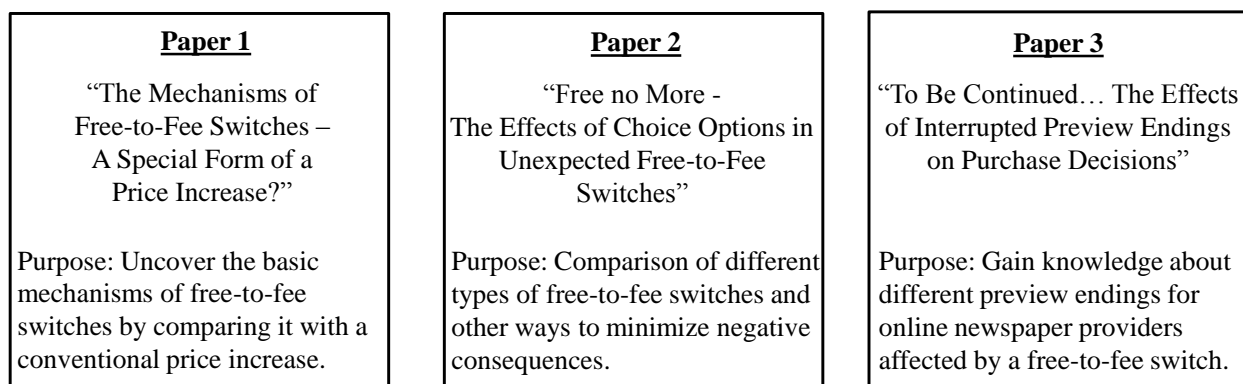 Paper 1
“The Mechanisms of
Free-to-Fee Switches –
A Special Form of a
Price Increase?”
Purpose: Uncover the basic
mechanisms of free-to-fee
switches by comparing it with a
conventional price increase.
Paper 2
“Free no More -
The Effects of Choice Options in
Unexpected Free-to-Fee
Switches”
Purpose: Comparison of different
types of free-to-fee switches and
other ways to minimize negative
consequences.
Paper 3
“To Be Continued… The Effects
of Interrupted Preview Endings
on Purchase Decisions”
Purpose: Gain knowledge about
different preview endings for
online newspaper providers
affected by a free-to-fee switch.